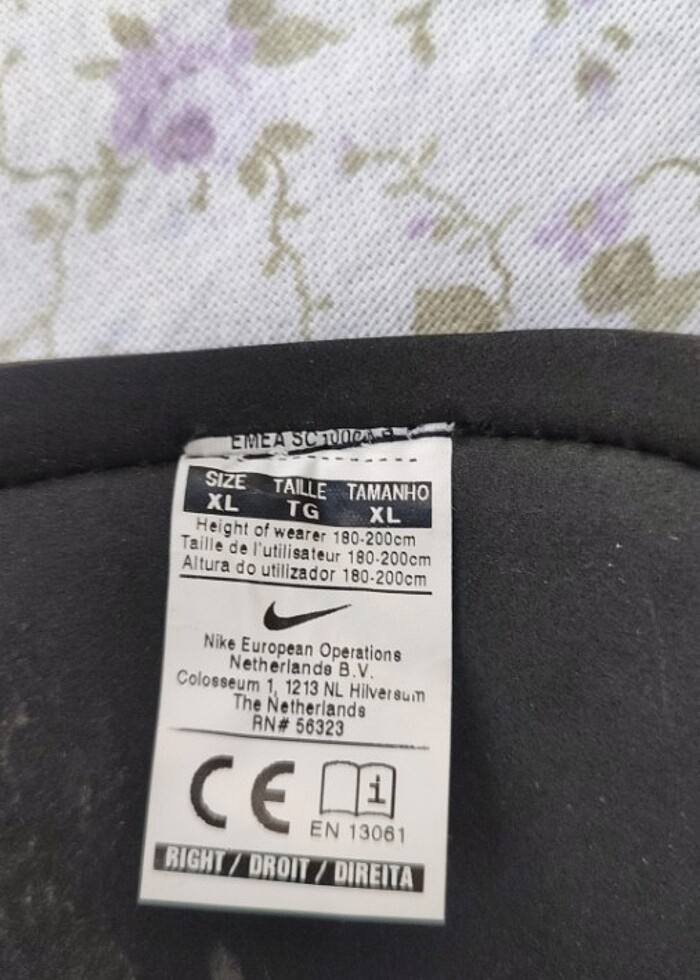 EMEA SC
SIZE TAILLE TAMANHO
XL TG XL
Height of wearer 180-200cm
Taille de l'utilisateur 180-200cm
Altura do utilizador 180-200cm
Nike European Operations
Netherlands B.V.
Colosseum 1, 1213 NL Hilversum
The Netherlands
RN# 56323
CE i
EN 13061
RIGHT / DROIT / DIREITA